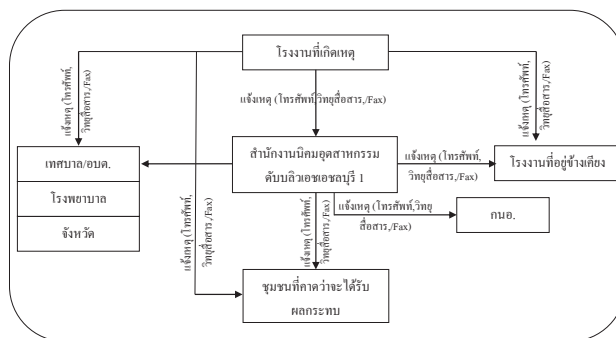 โรงงานที่เกิดเหตุ
แจ้งเหตุ (โทรศัพท์,
วิทยุสื่อสาร,/Fax)
แจ้งเหตุ (โทรศัพท์,
วิทยุสื่อสาร,/Fax)
แจ้งเหตุ (โทรศัพท์,วิทยุสื่อสาร,/Fax)
เทศบาล/อบต.
โรงพยาบาล
จังหวัด
สำนักงานนิคมอุตสาหกรรม
ดับบลิวเอชเอชลบุรี 1
แจ้งเหตุ (โทรศัพท์,
วิทยุสื่อสาร,/Fax)
โรงงานที่อยู่ข้างเคียง
แจ้งเหตุ (โทรศัพท์,วิทยุ
สื่อสาร,/Fax)
กนอ.
แจ้งเหตุ (โทรศัพท์,
วิทยุสื่อสาร,/Fax)
แจ้งเหตุ (โทรศัพท์,
วิทยุสื่อสาร,/Fax)
ชุมชนที่คาดว่าจะได้รับ
ผลกระทบ